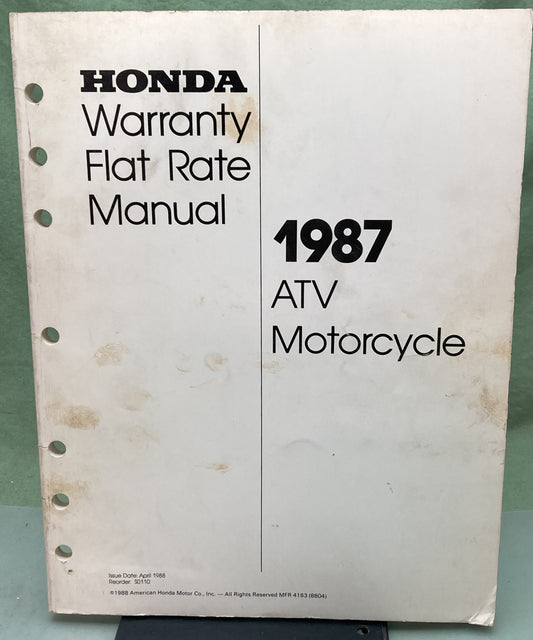 HONDA
Warranty
Flat Rate
Manual
1987
ATV
Motorcycle
Issue Date: April 1988
Reorder: S0110
©1988 American Honda Motor Co., Inc. — All Rights Reserved MFR 4163 (8804)